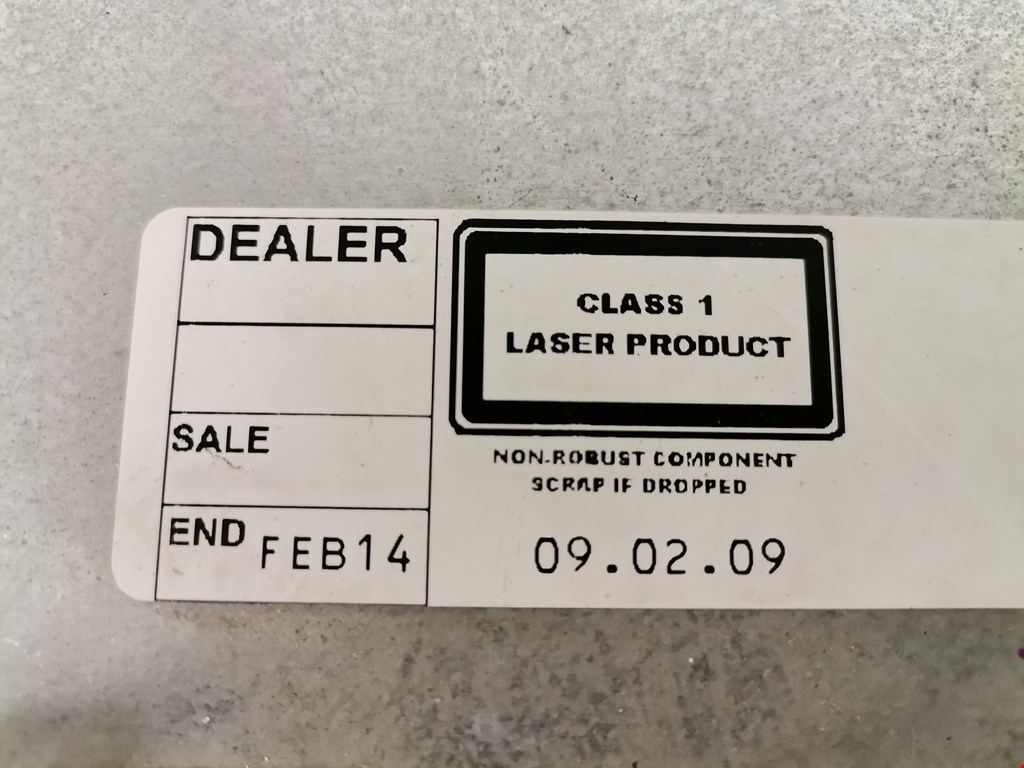 DEALER
SALE
END FEB14
CLASS 1
LASER PRODUCT
NON-ROBUST COMPONENT
SCRAP IF DROPPED
09.02.09